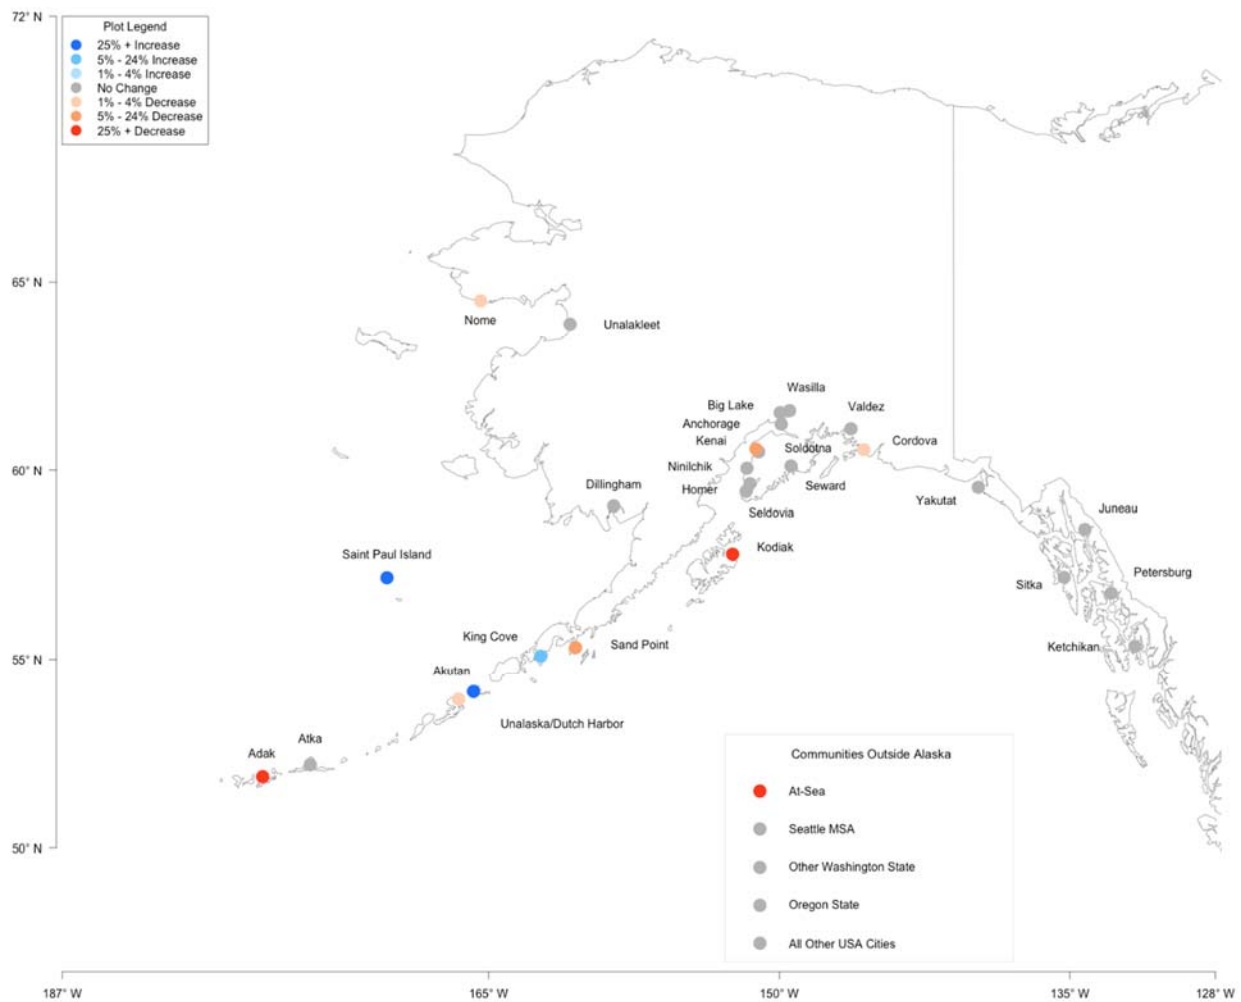 72° N
Plot Legend
25% + Increase
5% - 24% Increase
1% - 4% Increase
No Change
1% - 4% Decrease
5% - 24% Decrease
25% + Decrease
65° N
Nome
Unalakleet
Wasilla
Big Lake
Valdez
Anchorage
Kenai
Soldotna
Cordova
60° N
Ninilchik
Dillingham
Homer
Seward
Yakutat
Seldovia
Juneau
Saint Paul Island
Kodiak
Petersburg
Sitka
King Cove
Sand Point
Ketchikan
55° N
Akutan
Unalaska/Dutch Harbor
Atka
Adak
Communities Outside Alaska
At-Sea
Seattle MSA
50° N
Other Washington State
Oregon State
All Other USA Cities
187° W
165° W
150° W
135° W
128° W